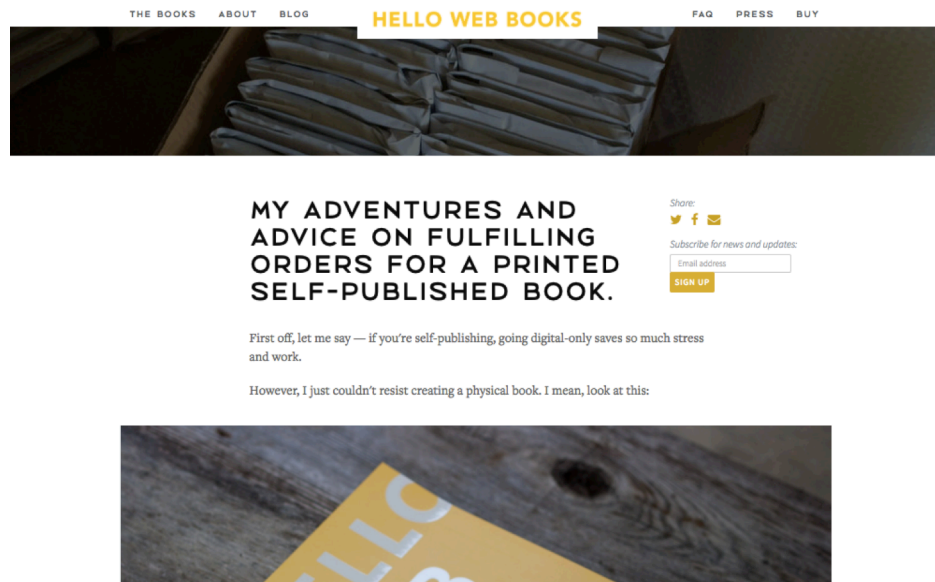 THE BOOKS ABOUT BLOG HELLO WEB BOOKS FAQ PRESS BUY
MY ADVENTURES AND
ADVICE ON FULFILLING
ORDERS FOR A PRINTED
SELF-PUBLISHED BOOK.
Share:
Subscribe for news and updates:
Email address
SIGN UP
First off, let me say — if you're self-publishing, going digital-only saves so much stress
and work.
However, I just couldn't resist creating a physical book. I mean, look at this:
ELLO
B